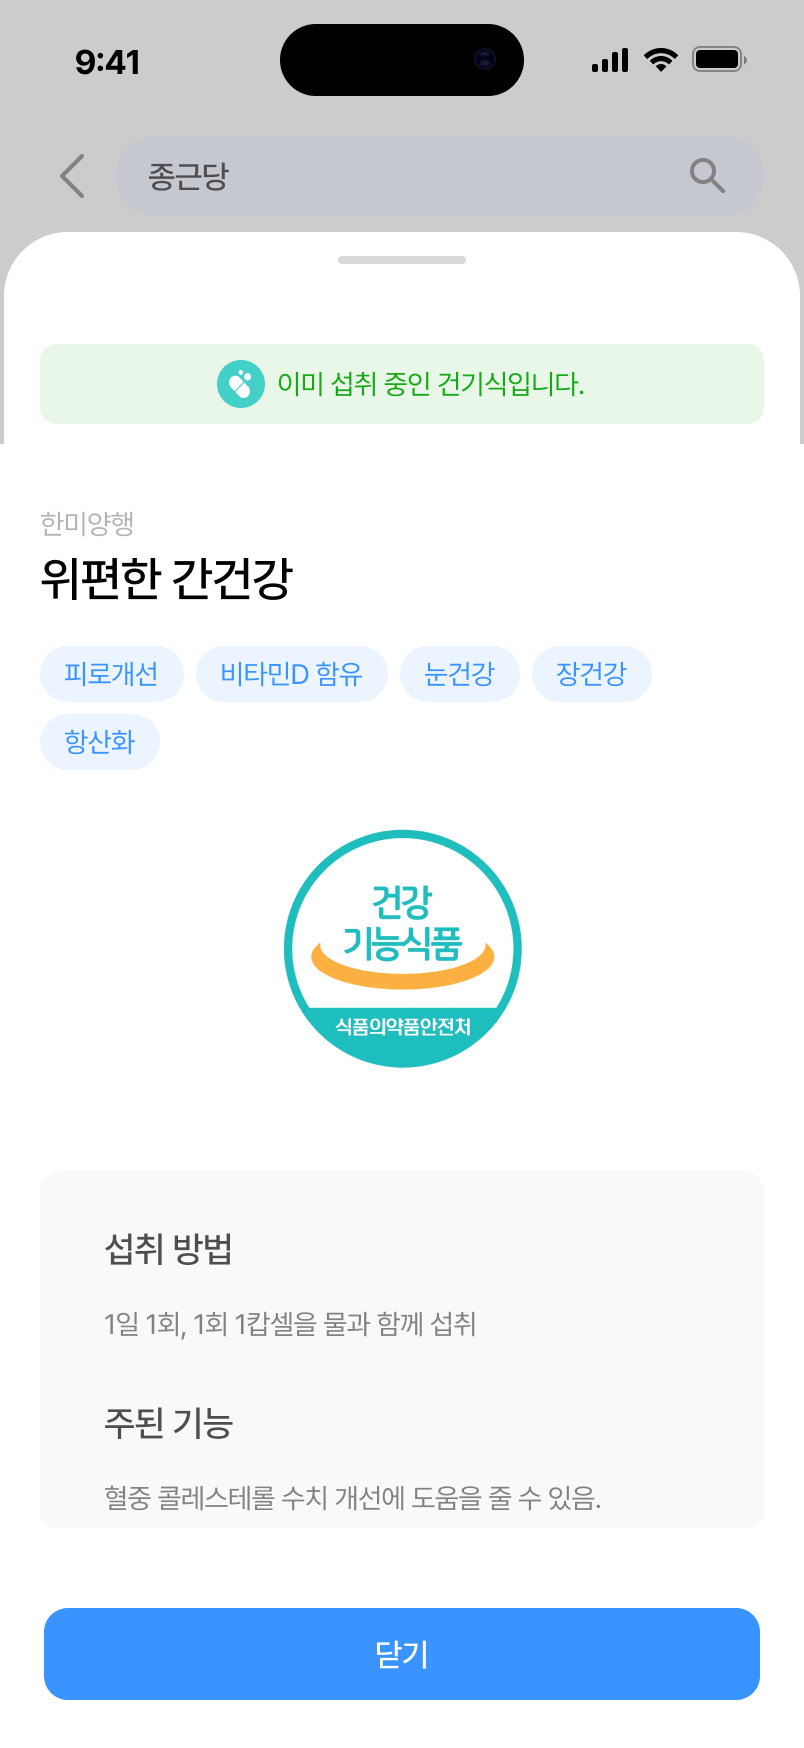 9:41
종근당
이미 섭취 중인 건기식입니다.
한미양행
위편한 간건강
피로개선 비타민D 함유 눈건강 장건강
항산화
건강
기능식품
식품의약품안전처
섭취 방법
1일 1회, 1회 1캅셀을 물과 함께 섭취
주된 기능
혈중 콜레스테롤 수치 개선에 도움을 줄 수 있음.
닫기